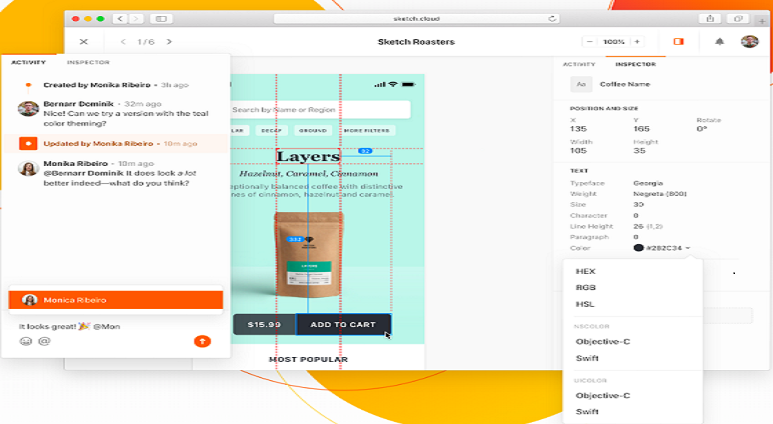 sketch.cloud
1/6
Sketch Roasters
100%
ACTIVITY
INSPECTOR
Created by Monika Ribeiro • 3h ago
Bernarr Dominik • 32m ago
Nice! Can we try a version with the teal
color theming?
Updated by Monika Ribeiro • 10m ago
Monika Ribeiro • 10m ago
@Bernarr Dominik It does look a lot
better indeed—what do you think?
Monica Ribeiro
It looks great! 🎉 @Mon
Search by Name or Region
LAR
DECAF
GROUND
MORE FILTERS
Layers
32
Hazelnut, Caramel, Cinnamon
eptionally balanced coffee with distinctive
nes of cinnamon, hazelnut and caramel.
332
$15.99
ADD TO CART
MOST POPULAR
ACTIVITY
INSPECTOR
Aa
Coffee Name
POSITION AND SIZE
X
Y
Rotate
135
165
0°
Width
Height
105
35
TEXT
Typeface
Georgia
Weight
Negreta (800)
Size
30
Character
0
Line Height
26 (1,2)
Paragraph
0
Color
#282C34
HEX
RGB
HSL
NSCOLOR
Objective-C
Swift
UICOLOR
Objective-C
Swift